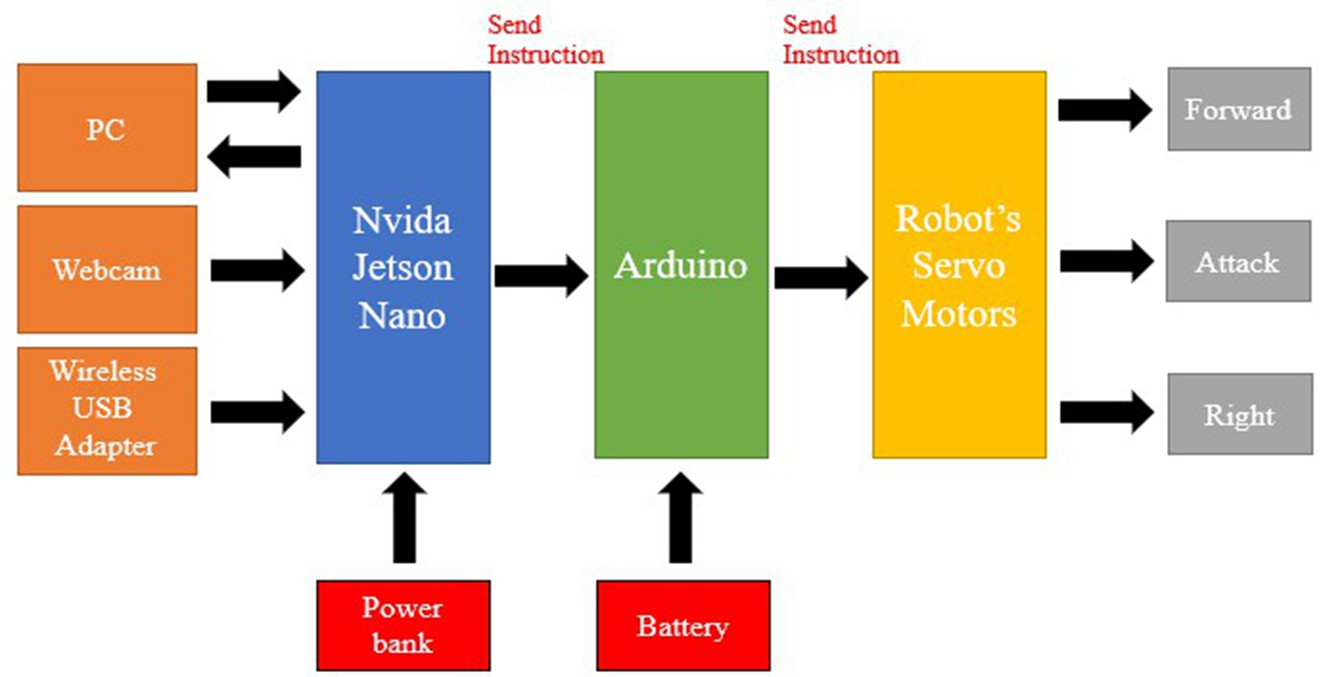 Send
Instruction
Send
Instruction
PC
Webcam
Wireless
USB
Adapter
Nvida
Jetson
Nano
Arduino
Robot’s
Servo
Motors
Forward
Attack
Right
Power
bank
Battery